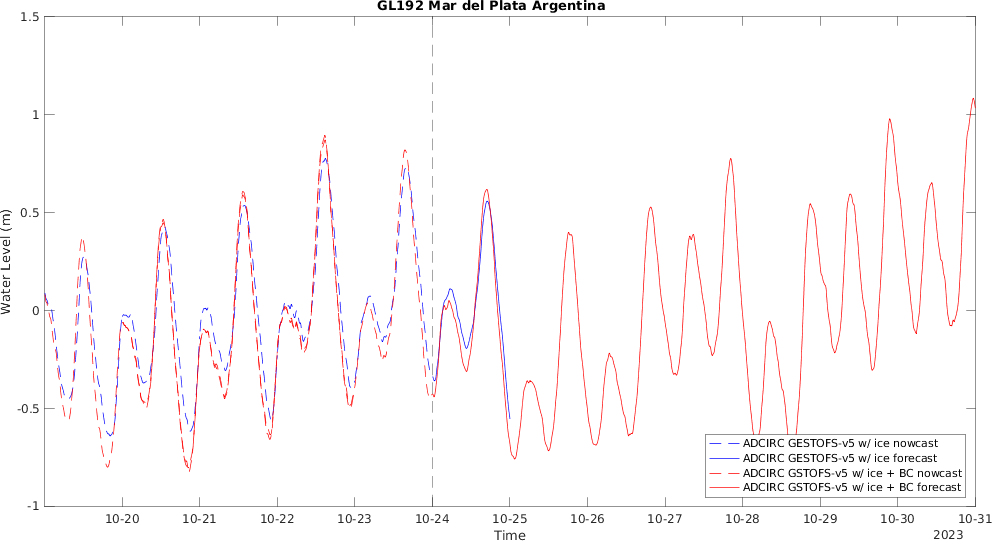 GL192 Mar del Plata Argentina
1.5
1
0.5
0
-0.5
-1
Water Level (m)
ADCIRC GESTOFS-v5 w/ ice nowcast
ADCIRC GESTOFS-v5 w/ ice forecast
ADCIRC GSTOFS-v5 w/ ice + BC nowcast
ADCIRC GSTOFS-v5 w/ ice + BC forecast
10-20 10-21 10-22 10-23 10-24 10-25 10-26 10-27 10-28 10-29 10-30 10-31
Time
2023